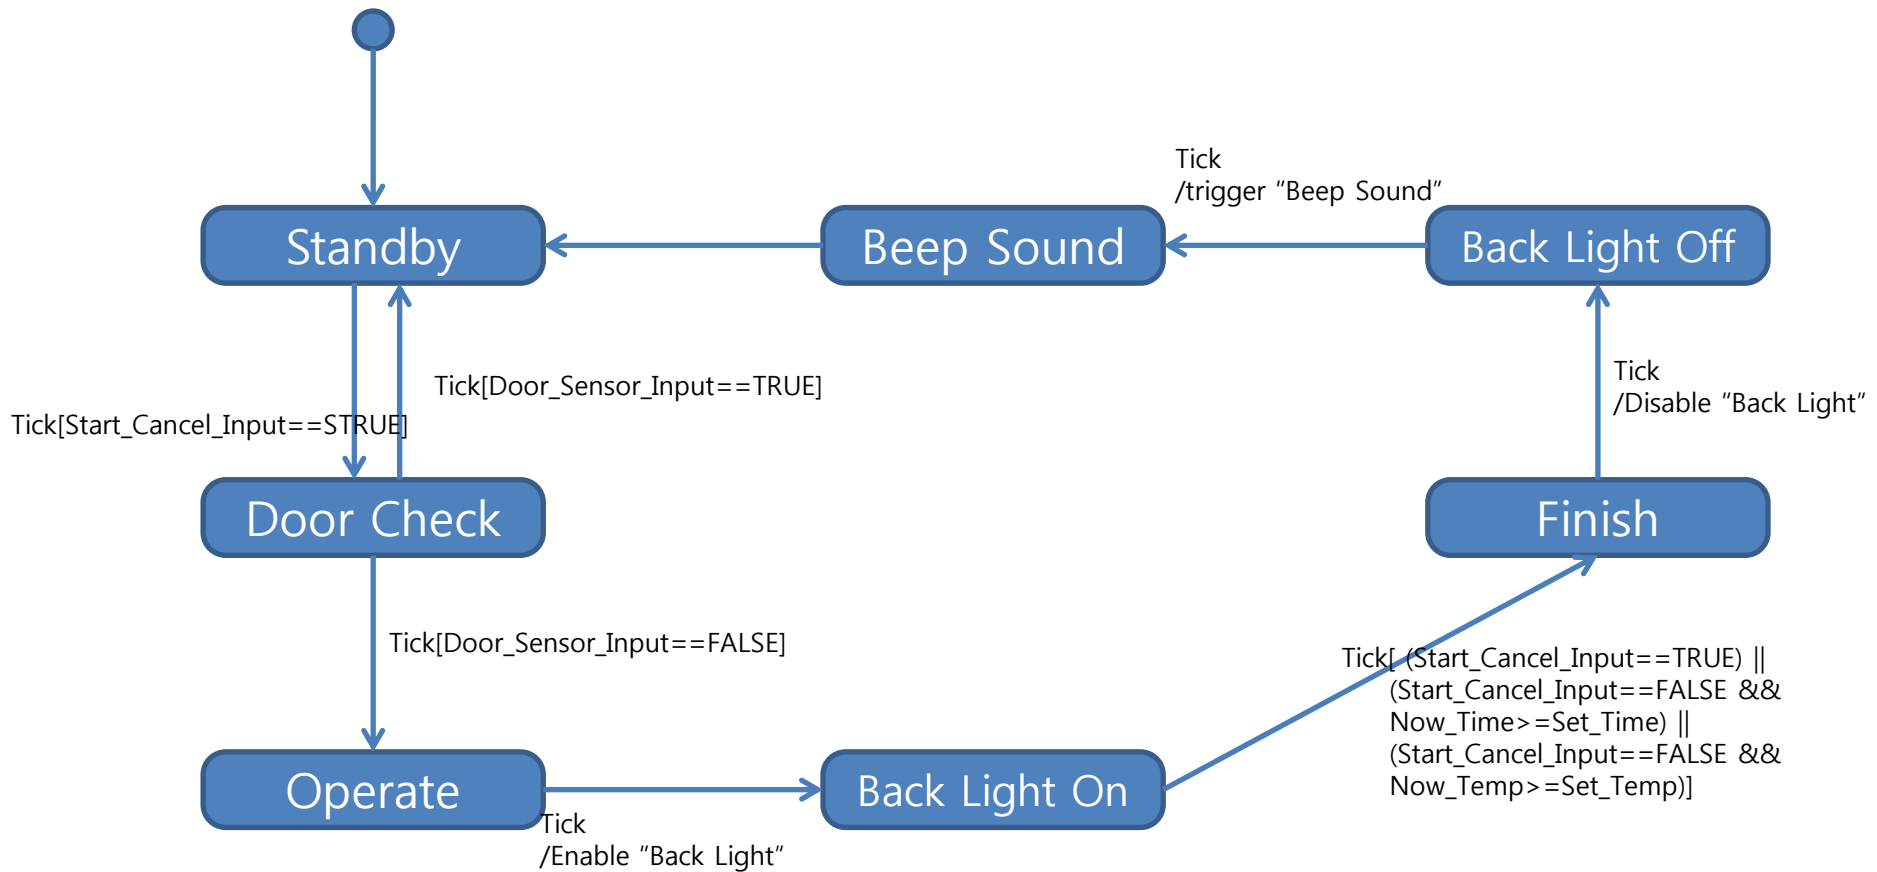 Tick
/trigger “Beep Sound”
Standby
Beep Sound
Back Light Off
Tick[Door_Sensor_Input==TRUE]
Tick
/Disable “Back Light”
Tick[Start_Cancel_Input==STRUE]
Door Check
Finish
Tick[Door_Sensor_Input==FALSE]
Tick[ (Start_Cancel_Input==TRUE) ||
(Start_Cancel_Input==FALSE &&
Now_Time>=Set_Time) ||
(Start_Cancel_Input==FALSE &&
Now_Temp>=Set_Temp)]
Operate
Back Light On
Tick
/Enable “Back Light”